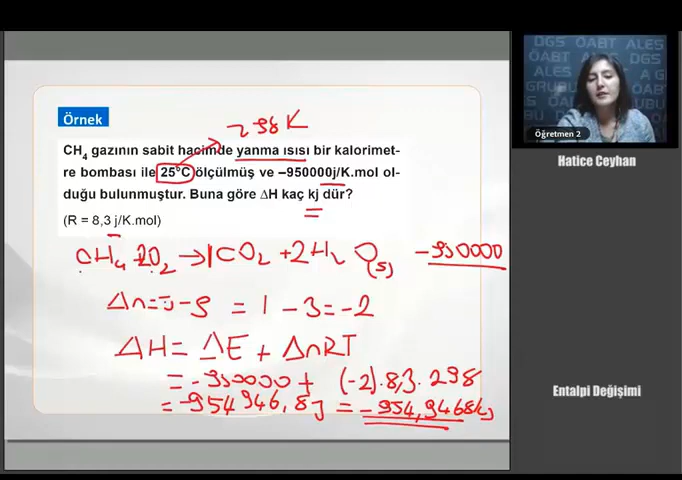 Örnek
298 K
CH4 gazının sabit hacimde yanma ısısı bir kalorimet-
re bombası ile 25°C ölçülmüş ve –950000j/K.mol ol-
duğu bulunmuştur. Buna göre ΔH kaç kj dür?
(R = 8,3 j/K.mol)
CH4 + 2O2 → 1CO2 + 2H2O(s) -950000
Δn = ü - g = 1 - 3 = -2
ΔH = ΔE + ΔnRT
= -950000 + (-2).8,3.298
= -954946,8 j = -954,9468 kj
DGS ÖABT ALES
Öğretmen 2
Hatice Ceyhan
Entalpi Değişimi